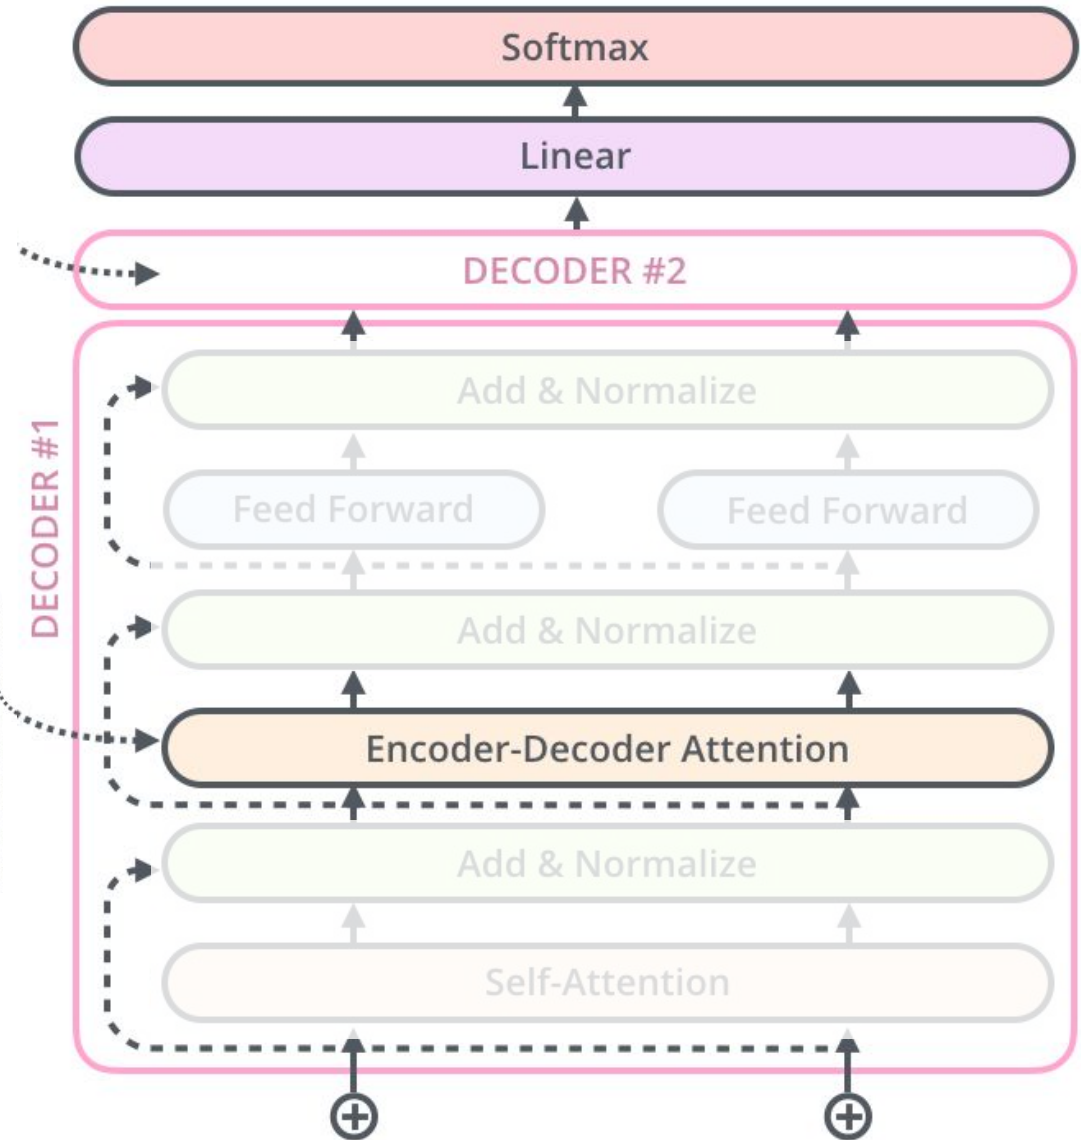 Softmax
Linear
DECODER #2
DECODER #1
Add & Normalize
Feed Forward
Feed Forward
Add & Normalize
Encoder-Decoder Attention
Add & Normalize
Self-Attention